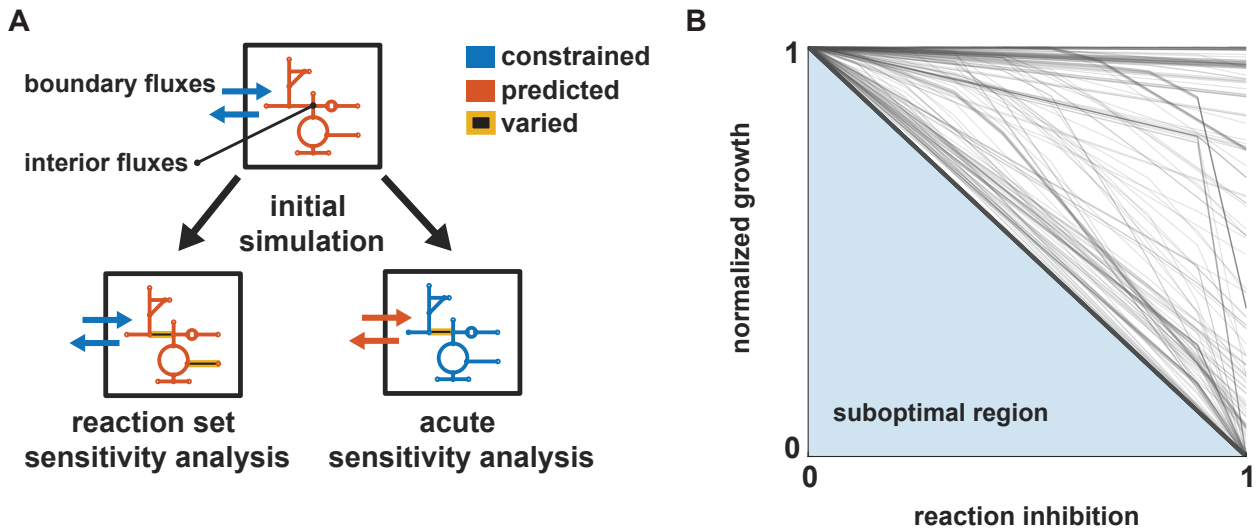 A
boundary fluxes
interior fluxes
constrained
predicted
varied
initial
simulation
reaction set
sensitivity analysis
acute
sensitivity analysis
B
1
normalized growth
suboptimal region
0
0
1
reaction inhibition